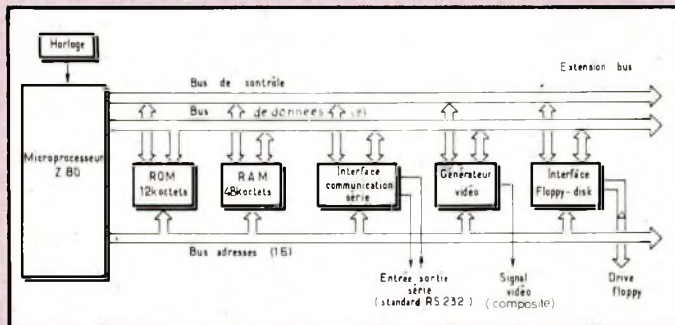 Horloge
Extension bus
Bus de contrôle
Bus de données (8)
Microprocesseur
Z 80
ROM
12koctets
RAM
48koctets
Interface
communication
série
Générateur
vidéo
Interface
Floppy-disk
Bus adresses (16)
Entrée sortie
série
(standard RS 232)
Signal
vidéo
(composite)
Drive
floppy